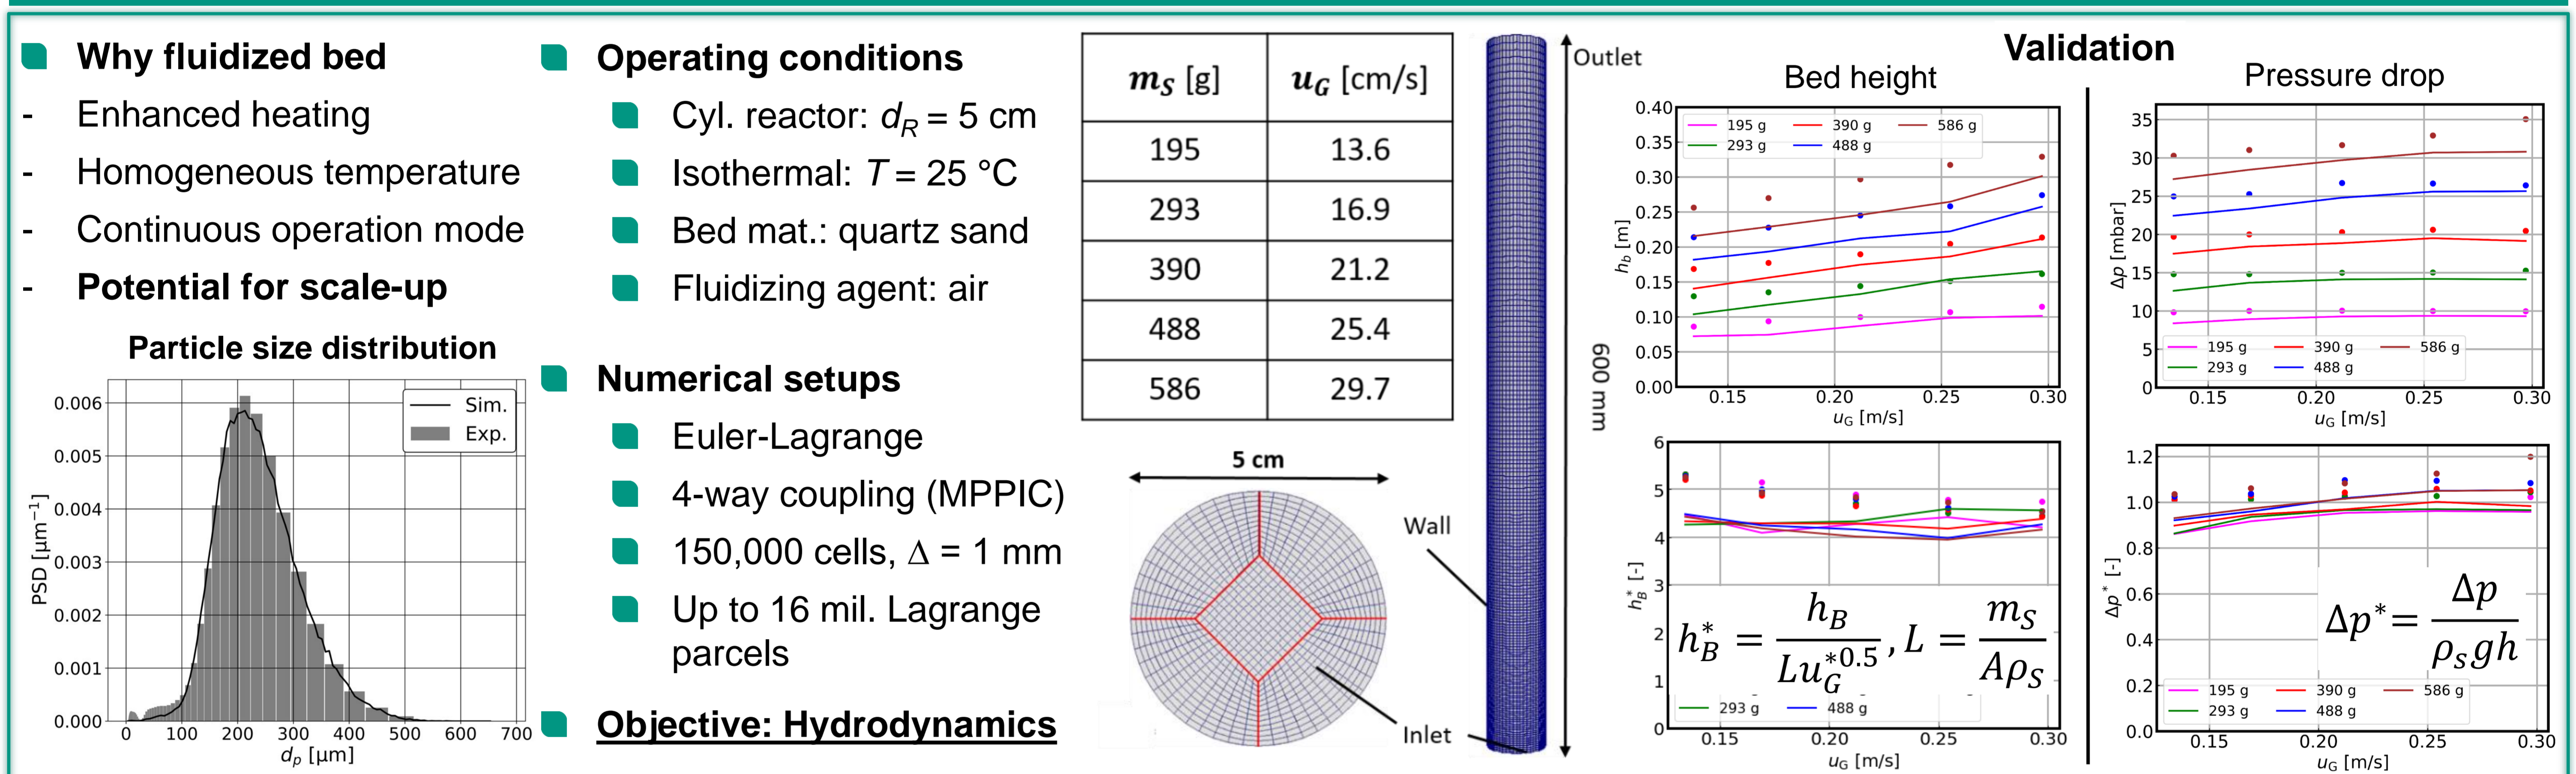 Why fluidized bed
- Enhanced heating
- Homogeneous temperature
- Continuous operation mode
- Potential for scale-up
Particle size distribution
PSD [µm⁻¹]
0.006
0.005
0.004
0.003
0.002
0.001
0.000
Sim.
Exp.
0 100 200 300 400 500 600 700
d_p [µm]
Operating conditions
Cyl. reactor: d_R = 5 cm
Isothermal: T = 25 °C
Bed mat.: quartz sand
Fluidizing agent: air
Numerical setups
Euler-Lagrange
4-way coupling (MPPIC)
150,000 cells, Δ = 1 mm
Up to 16 mil. Lagrange
parcels
Objective: Hydrodynamics
m_S [g] u_G [cm/s]
195 13.6
293 16.9
390 21.2
488 25.4
586 29.7
5 cm
Outlet
600 mm
Wall
Inlet
Validation
Bed height
h_b [m]
0.40
0.35
0.30
0.25
0.20
0.15
0.10
0.05
0.00
195 g 390 g 586 g
293 g 488 g
0.15 0.20 0.25 0.30
u_G [m/s]
Pressure drop
Δp [mbar]
35
30
25
20
15
10
5
0
195 g 390 g 586 g
293 g 488 g
0.15 0.20 0.25 0.30
u_G [m/s]
h_B^* [-]
6
5
4
3
2
1
0
h_B^* = h_B / L u_G^{*0.5}, L = m_S / Aρ_S
293 g 488 g
0.15 0.20 0.25 0.30
u_G [m/s]
Δp^* [-]
1.2
1.0
0.8
0.6
0.4
0.2
0.0
Δp* = Δp / ρ_s g h
195 g 390 g 586 g
293 g 488 g
0.15 0.20 0.25 0.30
u_G [m/s]